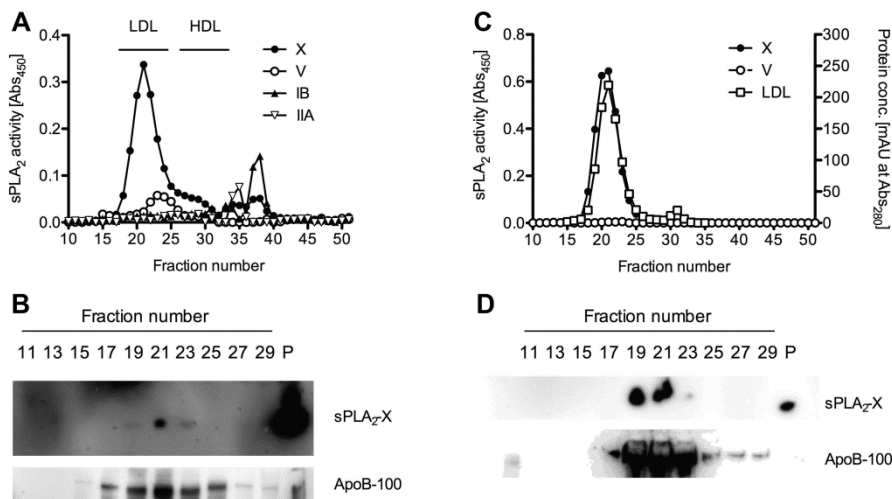 A
LDL HDL
X
V
IB
IIA
sPLA2 activity [Abs450]
0.4
0.3
0.2
0.1
0.0
10 15 20 25 30 35 40 45 50
Fraction number
B
Fraction number
11 13 15 17 19 21 23 25 27 29 P
sPLA2-X
ApoB-100
C
X
V
LDL
sPLA2 activity [Abs450]
0.8
0.6
0.4
0.2
0.0
10 15 20 25 30 35 40 45 50
Fraction number
300
250
200
150
100
50
0
Protein conc. [mAU at Abs280]
D
Fraction number
11 13 15 17 19 21 23 27 29 P
sPLA2-X
ApoB-100